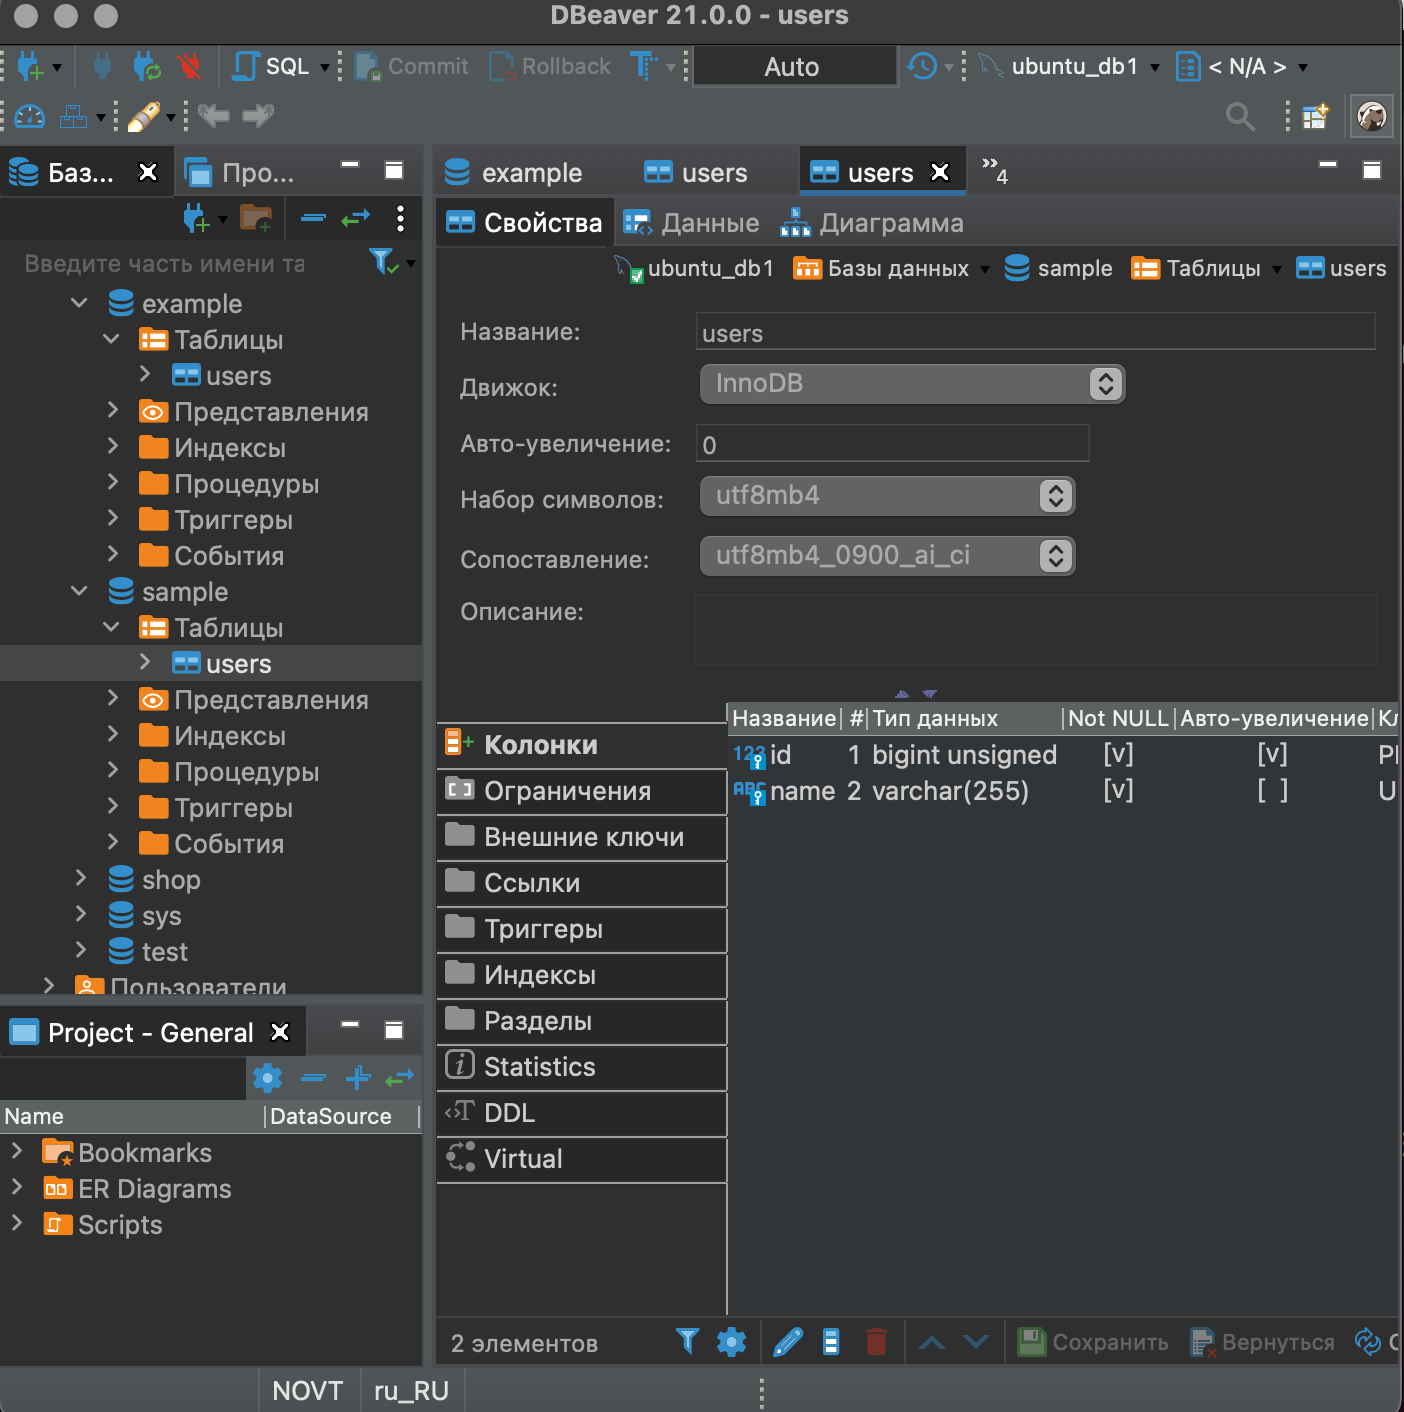 DBeaver 21.0.0 - users
SQL Commit Rollback Auto ubuntu_db1 < N/A >
Баз... Про...
Введите часть имени та
example
Таблицы
users
Представления
Индексы
Процедуры
Триггеры
События
sample
Таблицы
users
Представления
Индексы
Процедуры
Триггеры
События
shop
sys
test
Пользователи
Project - General
Name DataSource
Bookmarks
ER Diagrams
Scripts
example users users » 4
Свойства Данные Диаграмма
ubuntu_db1 Базы данных sample Таблицы users
Название: users
Движок: InnoDB
Авто-увеличение: 0
Набор символов: utf8mb4
Сопоставление: utf8mb4_0900_ai_ci
Описание:
Колонки
Ограничения
Внешние ключи
Ссылки
Триггеры
Индексы
Разделы
Statistics
DDL
Virtual
Название # Тип данных Not NULL Авто-увеличение Кл
123 id 1 bigint unsigned [v] [v] PI
ABC name 2 varchar(255) [v] [ ] U
2 элементов Сохранить Вернуться
NOVT ru_RU